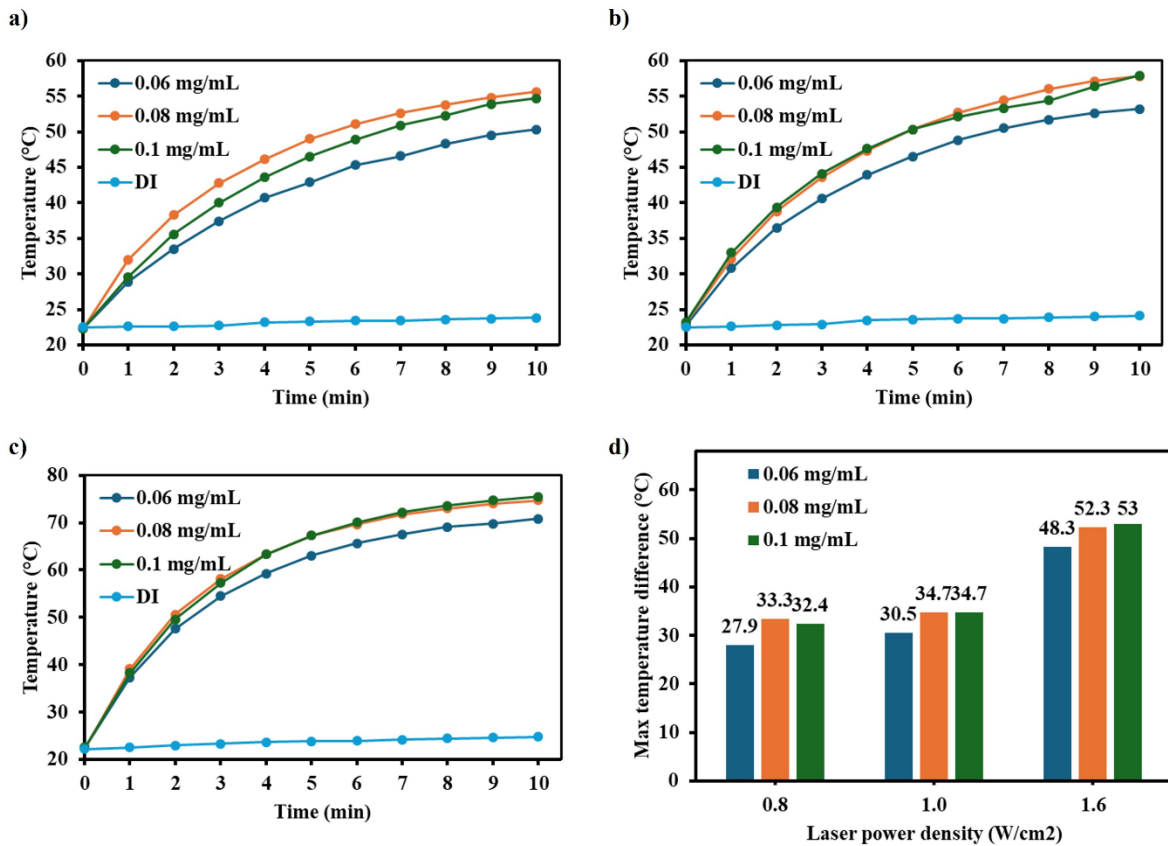 a)
Temperature (°C)
60
55
50
45
40
35
30
25
20
0.06 mg/mL
0.08 mg/mL
0.1 mg/mL
DI
0 1 2 3 4 5 6 7 8 9 10
Time (min)
b)
Temperature (°C)
60
55
50
45
40
35
30
25
20
0.06 mg/mL
0.08 mg/mL
0.1 mg/mL
DI
0 1 2 3 4 5 6 7 8 9 10
Time (min)
c)
Temperature (°C)
80
70
60
50
40
30
20
0.06 mg/mL
0.08 mg/mL
0.1 mg/mL
DI
0 1 2 3 4 5 6 7 8 9 10
Time (min)
d)
Max temperature difference (°C)
60
50
40
30
20
10
0
0.06 mg/mL
0.08 mg/mL
0.1 mg/mL
27.9 33.3 32.4
30.5 34.7 34.7
48.3 52.3 53
0.8 1.0 1.6
Laser power density (W/cm2)